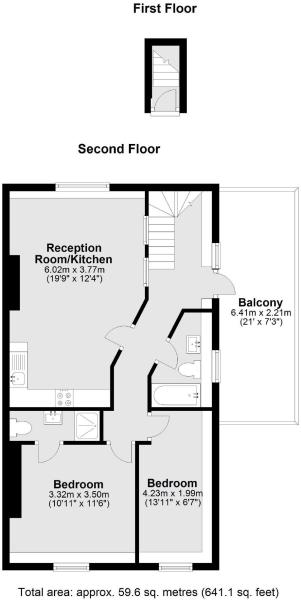 First Floor
Second Floor
Reception
Room/Kitchen
6.02m x 3.77m
(19'9" x 12'4")
Balcony
6.41m x 2.21m
(21' x 7'3")
Bedroom
3.32m x 3.50m
(10'11" x 11'6")
Bedroom
4.23m x 1.99m
(13'11" x 6'7")
Total area: approx. 59.6 sq. metres (641.1 sq. feet)